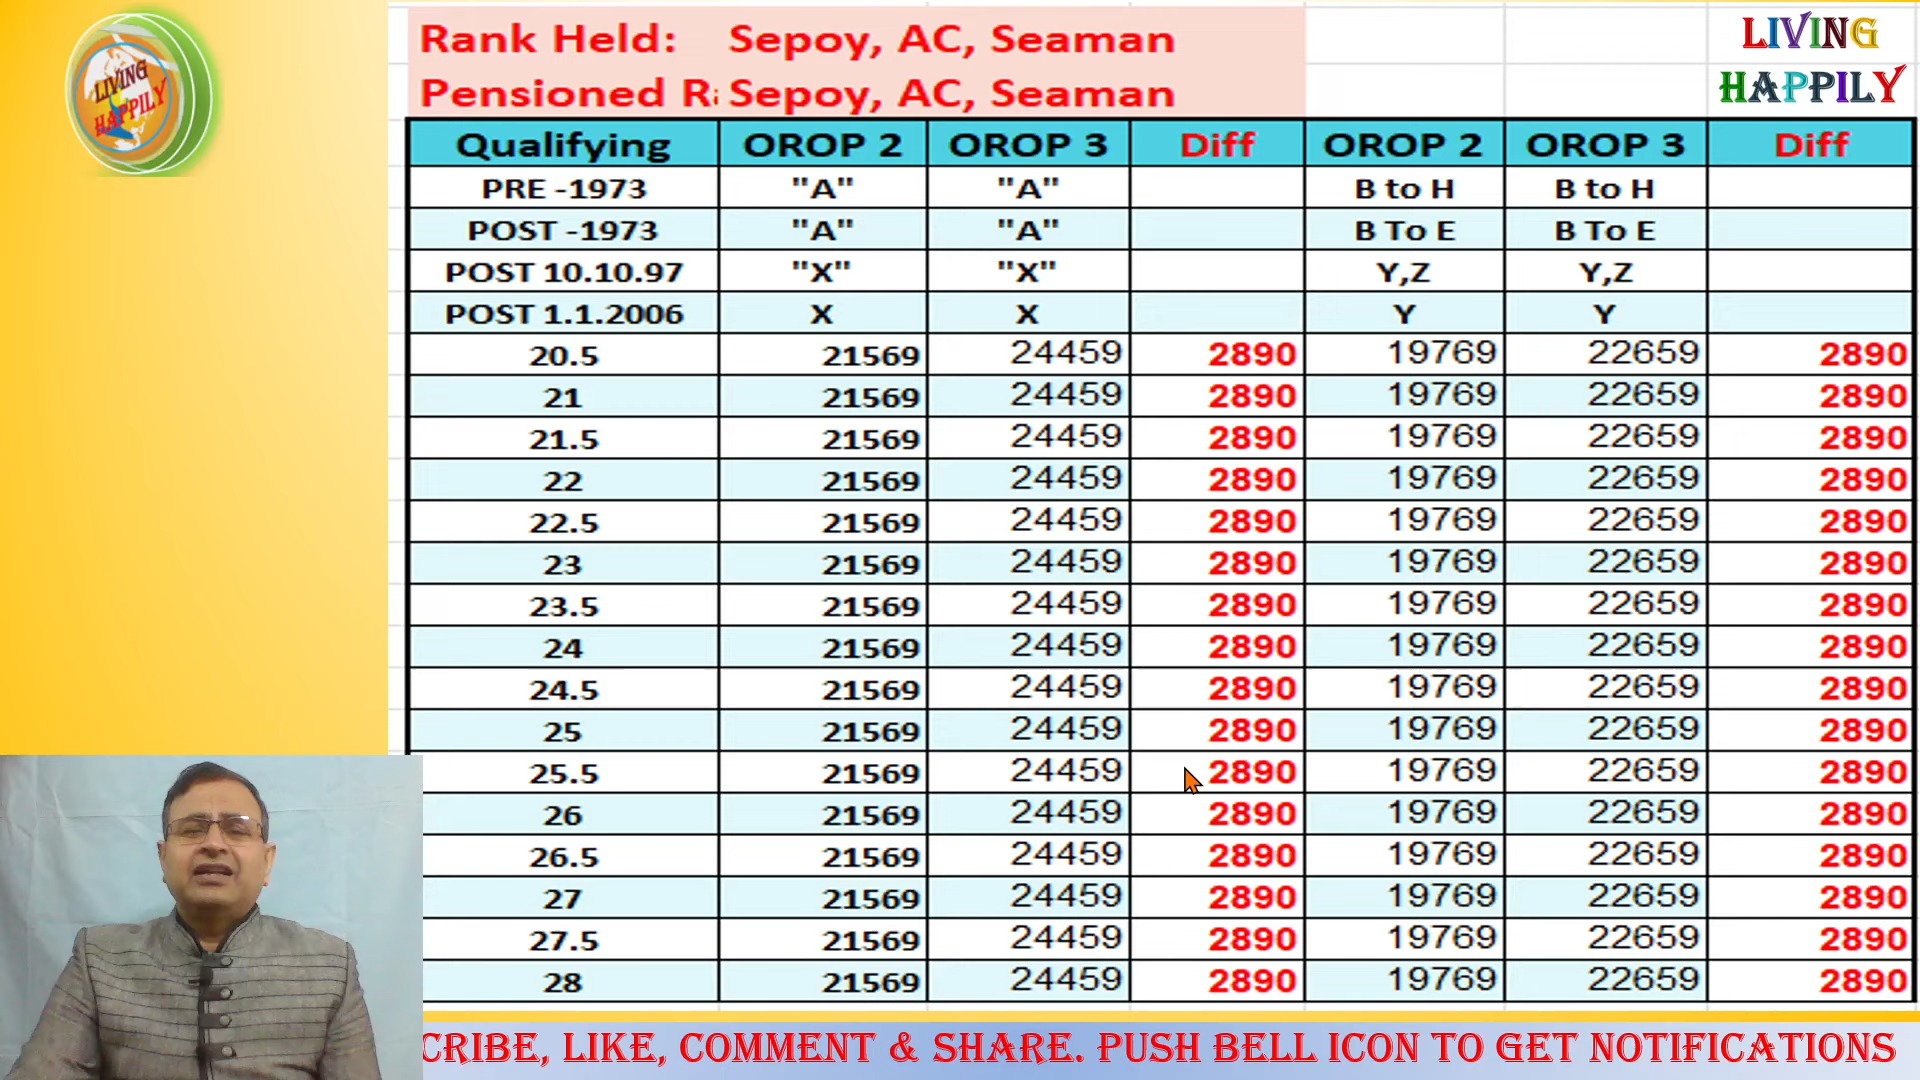 LIVING
HAPPILY
Rank Held: Sepoy, AC, Seaman
Pensioned Ra Sepoy, AC, Seaman
LIVING
HAPPILY
Qualifying OROP 2 OROP 3 Diff OROP 2 OROP 3 Diff
PRE -1973 "A" "A" B to H B to H
POST -1973 "A" "A" B To E B To E
POST 10.10.97 "X" "X" Y,Z Y,Z
POST 1.1.2006 X X Y Y
20.5 21569 24459 2890 19769 22659 2890
21 21569 24459 2890 19769 22659 2890
21.5 21569 24459 2890 19769 22659 2890
22 21569 24459 2890 19769 22659 2890
22.5 21569 24459 2890 19769 22659 2890
23 21569 24459 2890 19769 22659 2890
23.5 21569 24459 2890 19769 22659 2890
24 21569 24459 2890 19769 22659 2890
24.5 21569 24459 2890 19769 22659 2890
25 21569 24459 2890 19769 22659 2890
25.5 21569 24459 2890 19769 22659 2890
26 21569 24459 2890 19769 22659 2890
26.5 21569 24459 2890 19769 22659 2890
27 21569 24459 2890 19769 22659 2890
27.5 21569 24459 2890 19769 22659 2890
28 21569 24459 2890 19769 22659 2890
CRIBE, LIKE, COMMENT & SHARE. PUSH BELL ICON TO GET NOTIFICATIONS